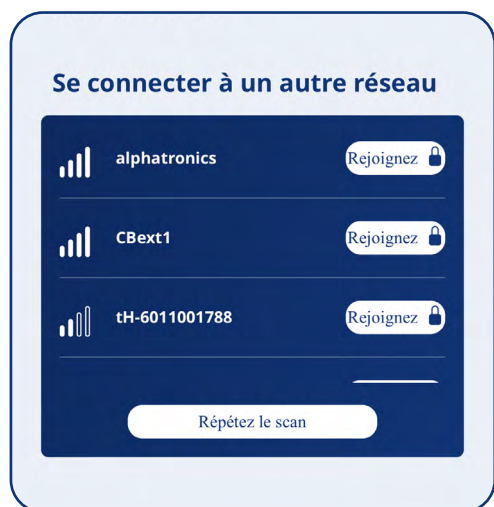 Se connecter à un autre réseau
alphatronics Rejoignez
CBext1 Rejoignez
tH-6011001788 Rejoignez
Répétez le scan